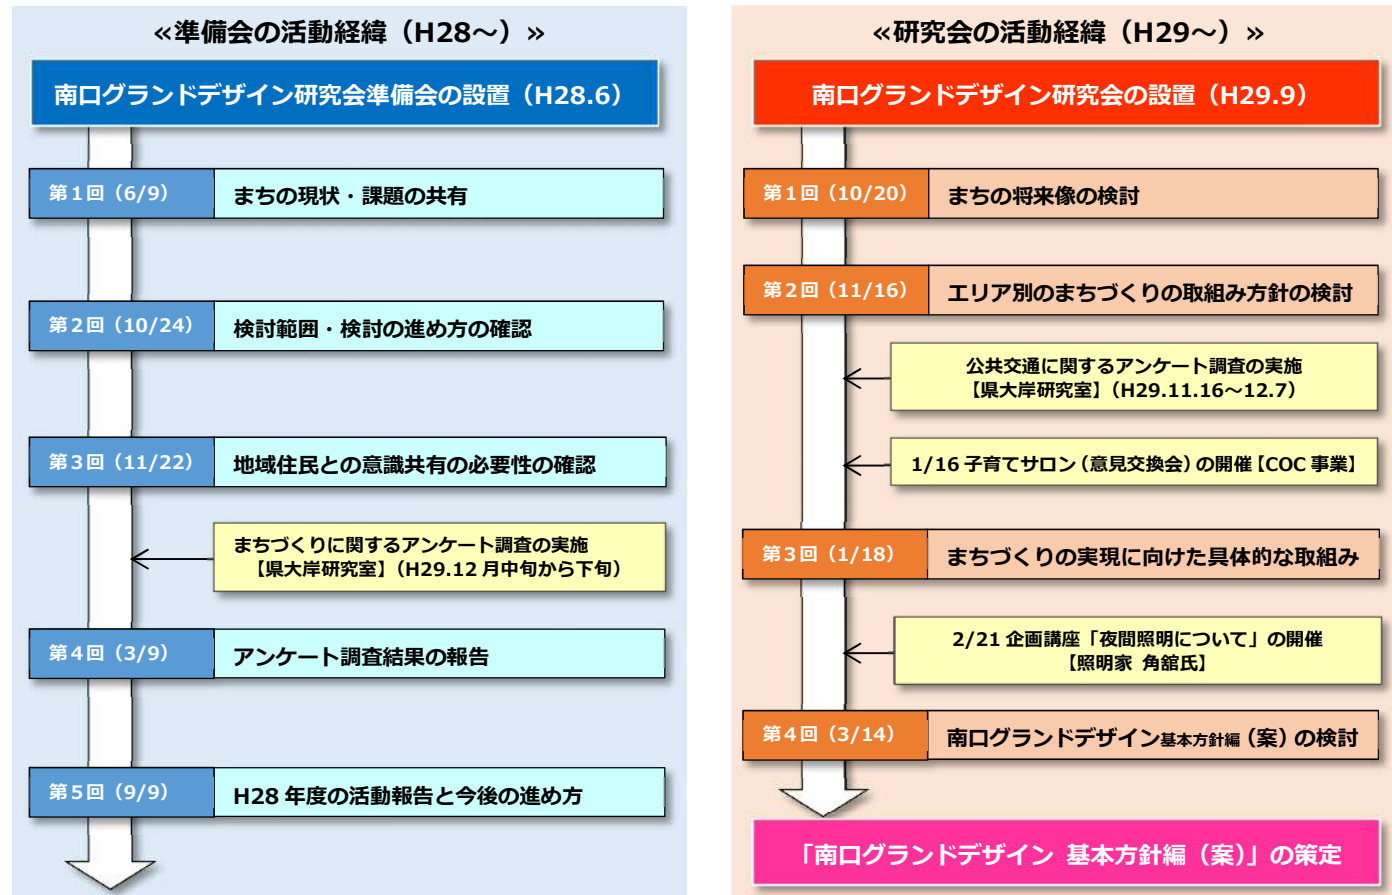 ≪準備会の活動経緯（H28～）≫
南口グランドデザイン研究会準備会の設置（H28.6）
第１回（6/9）
まちの現状・課題の共有
第２回（10/24）
検討範囲・検討の進め方の確認
第３回（11/22）
地域住民との意識共有の必要性の確認
まちづくりに関するアンケート調査の実施
【県大岸研究室】（H29.12 月中旬から下旬）
第４回（3/9）
アンケート調査結果の報告
第５回（9/9）
H28 年度の活動報告と今後の進め方
≪研究会の活動経緯（H29～）≫
南口グランドデザイン研究会の設置（H29.9）
第１回（10/20）
まちの将来像の検討
第２回（11/16）
エリア別のまちづくりの取組み方針の検討
公共交通に関するアンケート調査の実施
【県大岸研究室】（H29.11.16～12.7）
1/16 子育てサロン（意見交換会）の開催【COC 事業】
第３回（1/18）
まちづくりの実現に向けた具体的な取組み
2/21 企画講座「夜間照明について」の開催
【照明家 角舘氏】
第４回（3/14）
南口グランドデザイン基本方針編（案）の検討
「南口グランドデザイン 基本方針編（案）」の策定